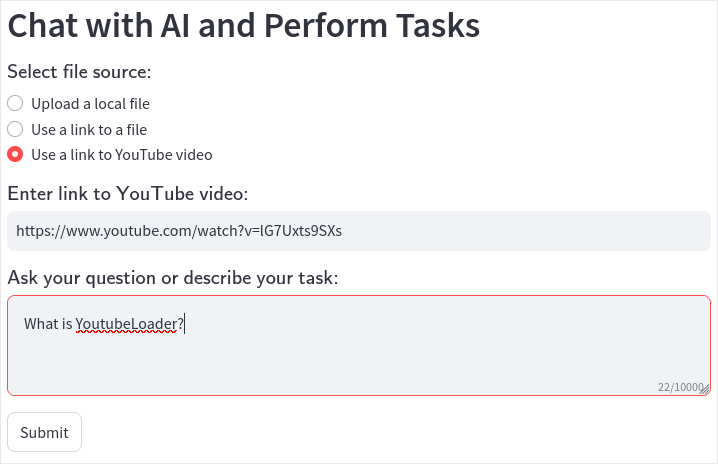 Chat with AI and Perform Tasks
Select file source:
Upload a local file
Use a link to a file
Use a link to YouTube video
Enter link to YouTube video:
https://www.youtube.com/watch?v=lG7Uxts9SXs
Ask your question or describe your task:
What is YoutubeLoader?
22/10000
Submit